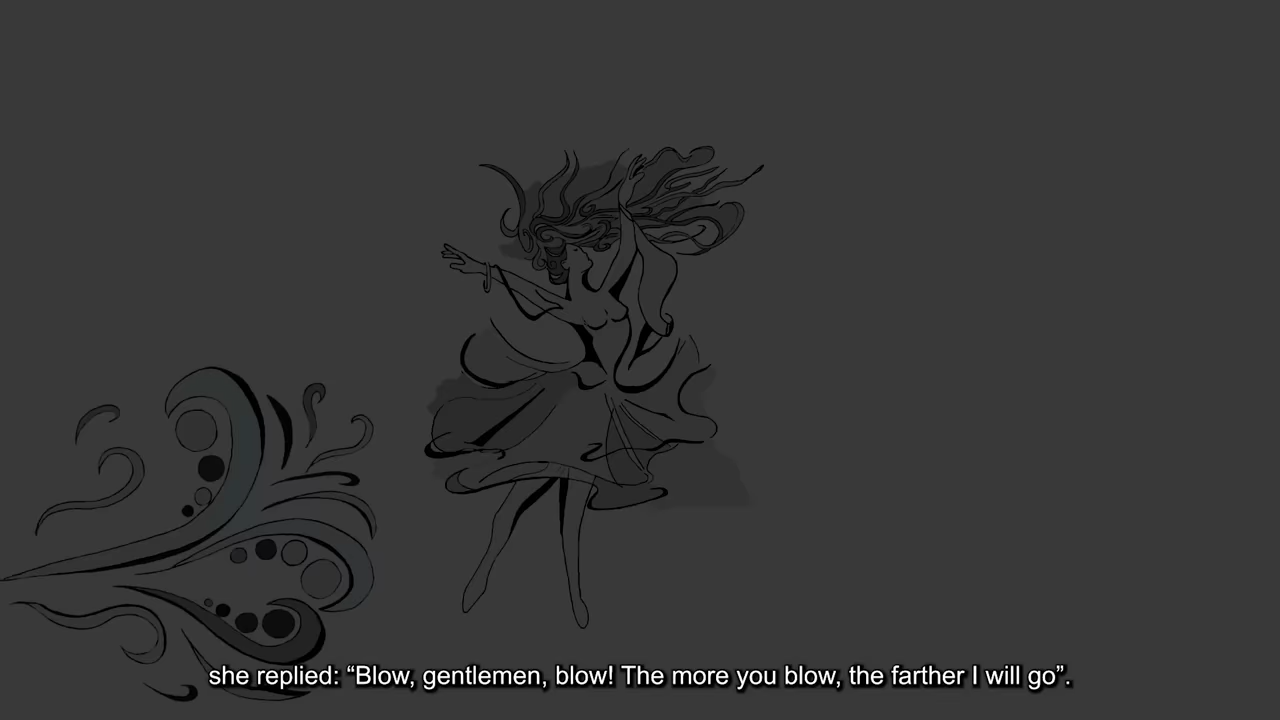 she replied: “Blow, gentlemen, blow! The more you blow, the farther I will go”.